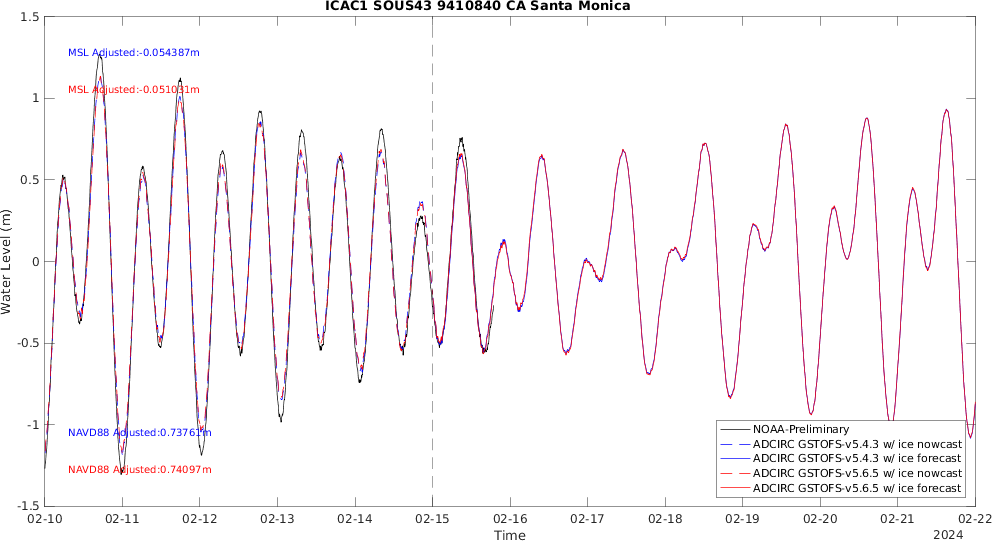 ICAC1 SOUS43 9410840 CA Santa Monica
1.5
1
0.5
0
-0.5
-1
-1.5
Water Level (m)
MSL Adjusted:-0.054387m
MSL Adjusted:-0.051031m
NAVD88 Adjusted:0.73761m
NAVD88 Adjusted:0.74097m
NOAA-Preliminary
ADCIRC GSTOFS-v5.4.3 w/ ice nowcast
ADCIRC GSTOFS-v5.4.3 w/ ice forecast
ADCIRC GSTOFS-v5.6.5 w/ ice nowcast
ADCIRC GSTOFS-v5.6.5 w/ ice forecast
02-10 02-11 02-12 02-13 02-14 02-15 02-16 02-17 02-18 02-19 02-20 02-21 02-22
Time
2024